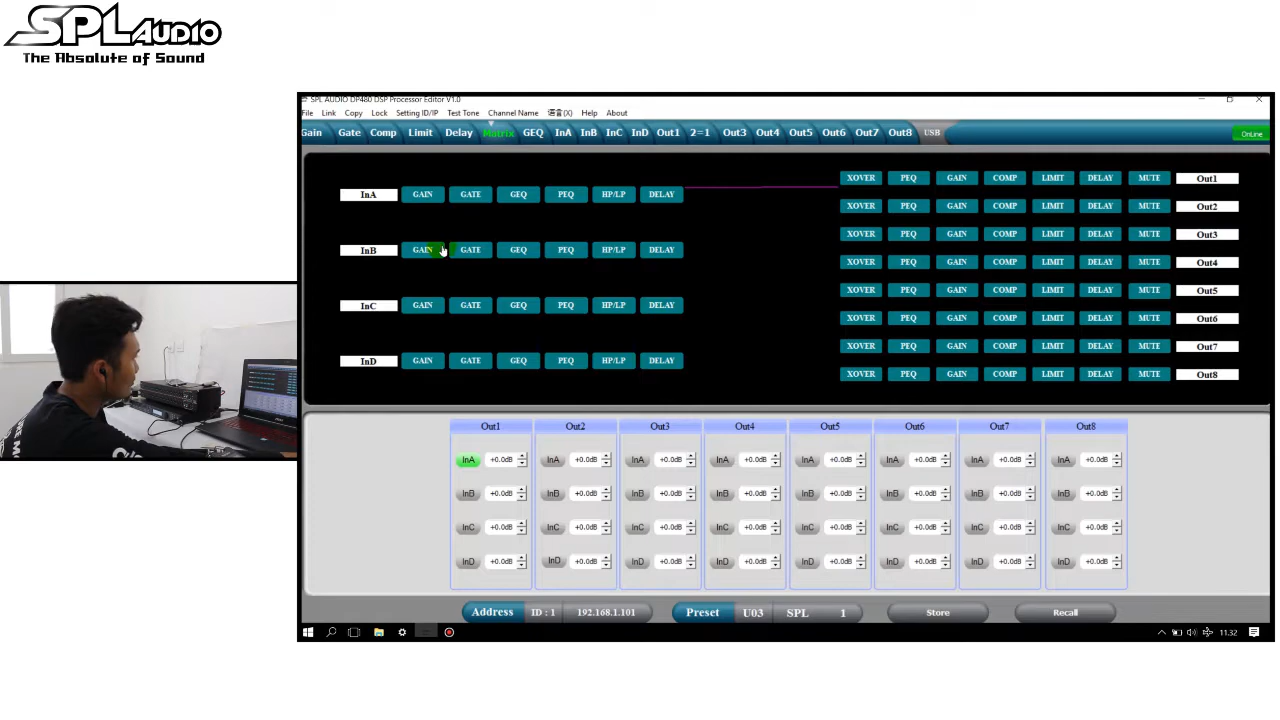 SPL AUDIO
The Absolute of Sound
SPL AUDIO DP480 DSP Processor Editor V1.0
File Link Copy Lock Setting ID/IP Test Tone Channel Name 语言(X) Help About
Gain Gate Comp Limit Delay Matrix GEQ InA InB InC InD Out1 2=1 Out3 Out4 Out5 Out6 Out7 Out8 USB OnLine
XOVER PEQ GAIN COMP LIMIT DELAY MUTE Out1
InA GAIN GATE GEQ PEQ HP/LP DELAY
XOVER PEQ GAIN COMP LIMIT DELAY MUTE Out2
XOVER PEQ GAIN COMP LIMIT DELAY MUTE Out3
InB GAIN GATE GEQ PEQ HP/LP DELAY
XOVER PEQ GAIN COMP LIMIT DELAY MUTE Out4
XOVER PEQ GAIN COMP LIMIT DELAY MUTE Out5
InC GAIN GATE GEQ PEQ HP/LP DELAY
XOVER PEQ GAIN COMP LIMIT DELAY MUTE Out6
XOVER PEQ GAIN COMP LIMIT DELAY MUTE Out7
InD GAIN GATE GEQ PEQ HP/LP DELAY
XOVER PEQ GAIN COMP LIMIT DELAY MUTE Out8
Out1 Out2 Out3 Out4 Out5 Out6 Out7 Out8
InA +0.0dB InA +0.0dB InA +0.0dB InA +0.0dB InA +0.0dB InA +0.0dB InA +0.0dB InA +0.0dB
InB +0.0dB InB +0.0dB InB +0.0dB InB +0.0dB InB +0.0dB InB +0.0dB InB +0.0dB InB +0.0dB
InC +0.0dB InC +0.0dB InC +0.0dB InC +0.0dB InC +0.0dB InC +0.0dB InC +0.0dB InC +0.0dB
InD +0.0dB InD +0.0dB InD +0.0dB InD +0.0dB InD +0.0dB InD +0.0dB InD +0.0dB InD +0.0dB
Address ID : 1 192.168.1.101 Preset U03 SPL 1 Store Recall
11.32